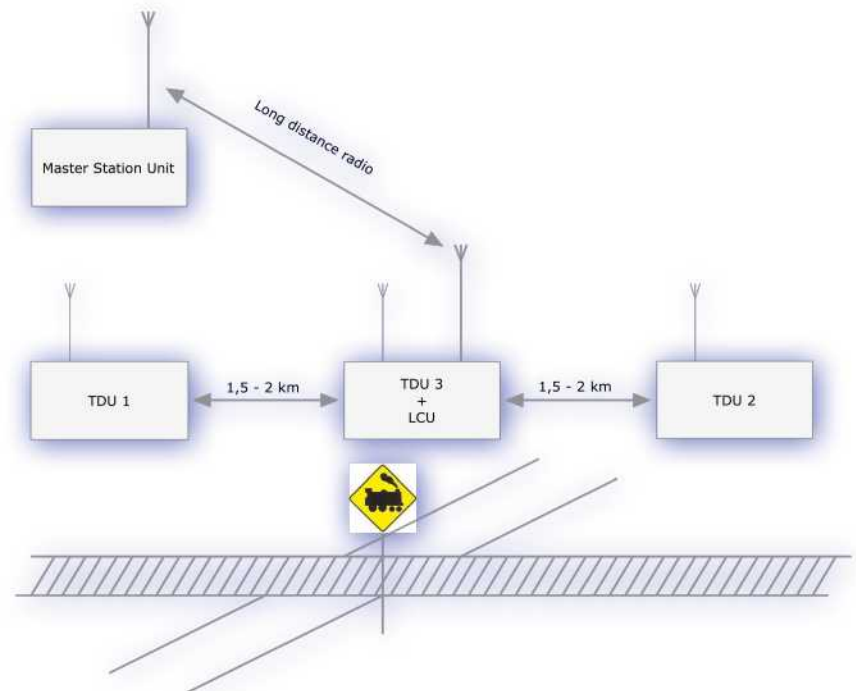 Long distance radio
Master Station Unit
TDU 1
1,5 - 2 km
TDU 3
+
LCU
1,5 - 2 km
TDU 2